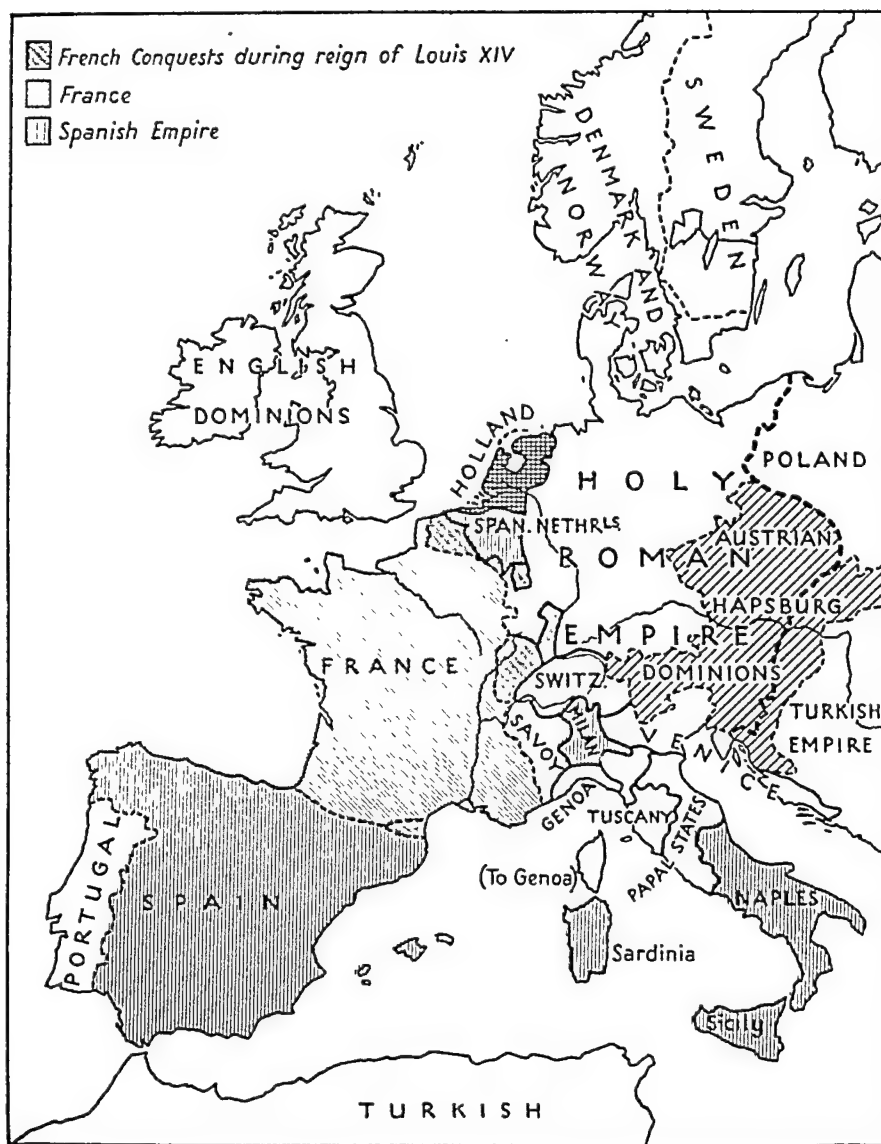 French Conquests during reign of Louis XIV
France
Spanish Empire
SWEDEN
DENMARK AND
NORWAY
ENGLISH
DOMINIONS
HOLLAND
HOLY
ROMAN
EMPIRE
POLAND
SPAN. NETHRLS.
AUSTRIAN
HAPSBURG
DOMINIONS
FRANCE
SWITZ.
TURKISH
EMPIRE
SAVOY
MILAN
VENICE
GENOA
TUSCANY
PAPAL STATES
(To Genoa)
PORTUGAL
SPAIN
NAPLES
Sardinia
Sicily
TURKISH